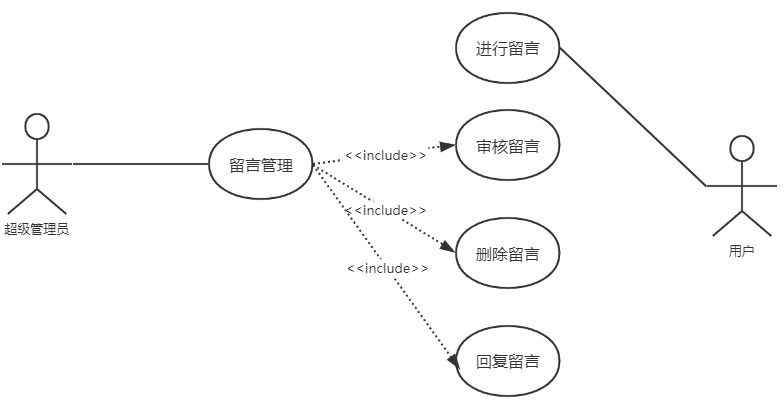 进行留言
留言管理
<<include>>
审核留言
<<include>>
超级管理员
删除留言
用户
<<include>>
回复留言